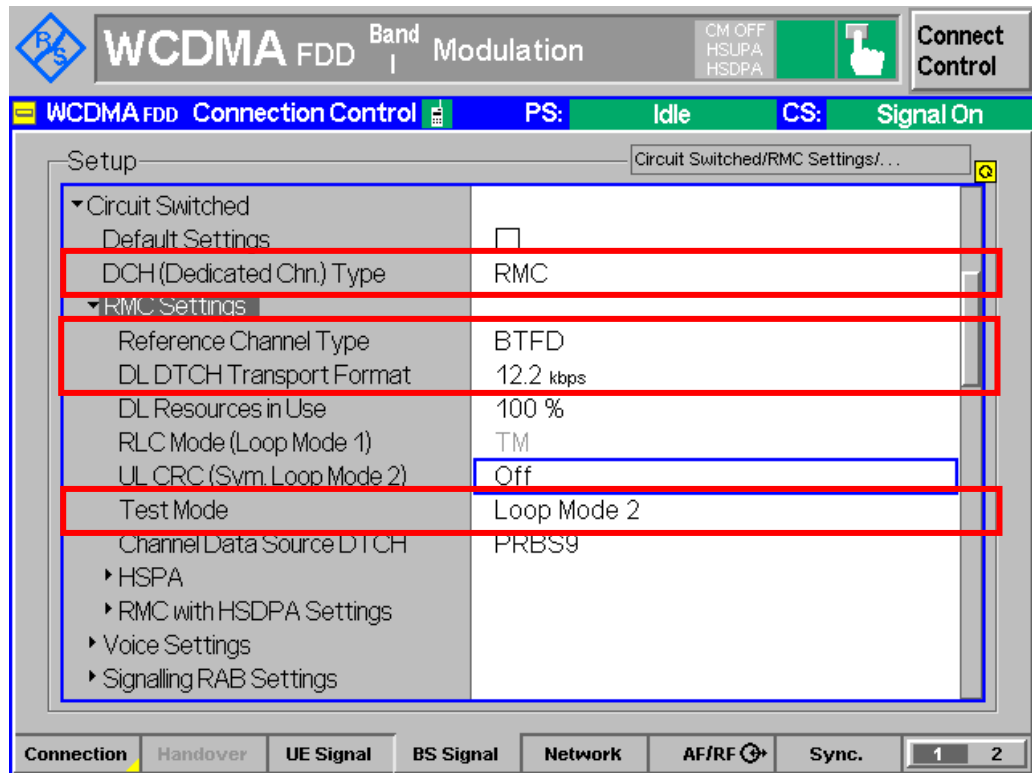 R&S WCDMA FDD Band I Modulation CM OFF HSUPA HSDPA Connect Control
WCDMA FDD Connection Control PS: Idle CS: Signal On
Setup Circuit Switched/RMC Settings/...
Circuit Switched
Default Settings
DCH (Dedicated Chn.) Type RMC
RMC Settings
Reference Channel Type BTFD
DL DTCH Transport Format 12.2 kbps
DL Resources in Use 100 %
RLC Mode (Loop Mode 1) TM
UL CRC (Sym. Loop Mode 2) Off
Test Mode Loop Mode 2
Channel Data Source DTCH PRBS9
HSPA
RMC with HSDPA Settings
Voice Settings
Signalling RAB Settings
Connection Handover UE Signal BS Signal Network AF/RF Sync. 1 2